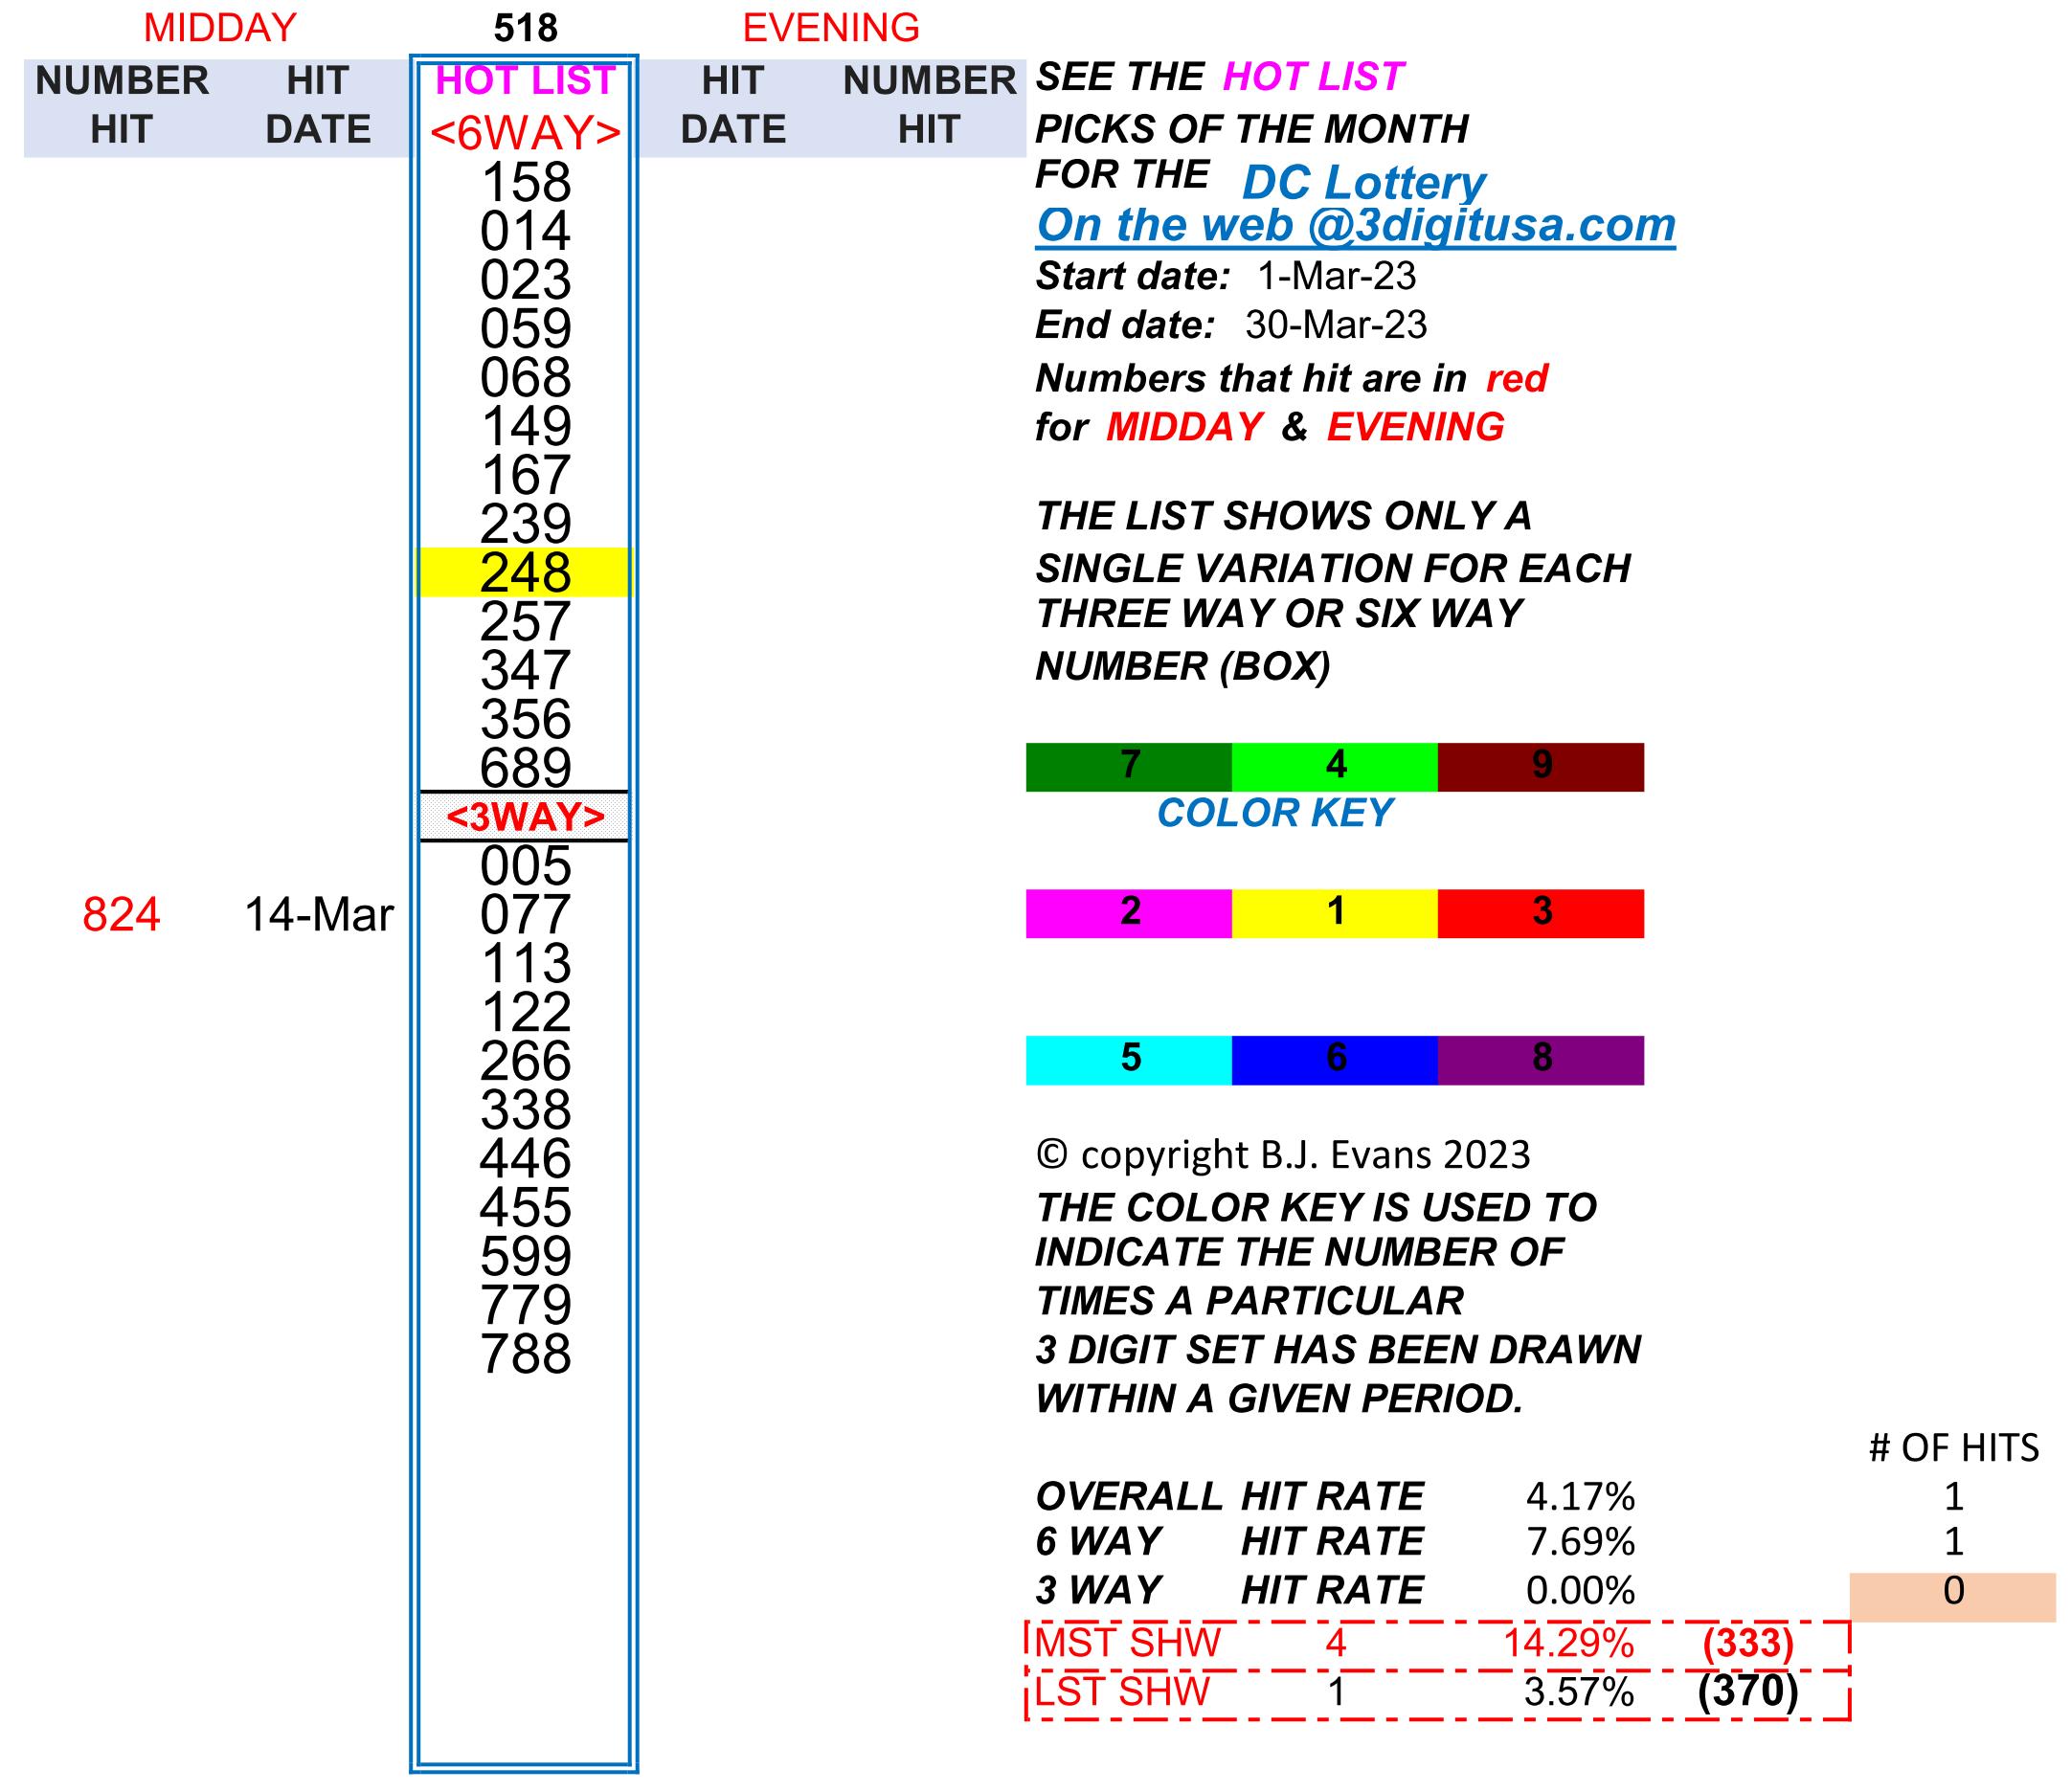 MIDDAY 518 EVENING
NUMBER HIT HOT LIST HIT NUMBER
HIT DATE <6WAY> DATE HIT
158
014
023
059
068
149
167
239
248
257
347
356
689
<3WAY>
005
824 14-Mar 077
113
122
266
338
446
455
599
779
788
SEE THE HOT LIST
PICKS OF THE MONTH
FOR THE DC Lottery
On the web @3digitusa.com
Start date: 1-Mar-23
End date: 30-Mar-23
Numbers that hit are in red
for MIDDAY & EVENING
THE LIST SHOWS ONLY A
SINGLE VARIATION FOR EACH
THREE WAY OR SIX WAY
NUMBER (BOX)
7 4 9
COLOR KEY
2 1 3
5 6 8
© copyright B.J. Evans 2023
THE COLOR KEY IS USED TO
INDICATE THE NUMBER OF
TIMES A PARTICULAR
3 DIGIT SET HAS BEEN DRAWN
WITHIN A GIVEN PERIOD.
# OF HITS
OVERALL HIT RATE 4.17% 1
6 WAY HIT RATE 7.69% 1
3 WAY HIT RATE 0.00% 0
MST SHW 4 14.29% (333)
LST SHW 1 3.57% (370)